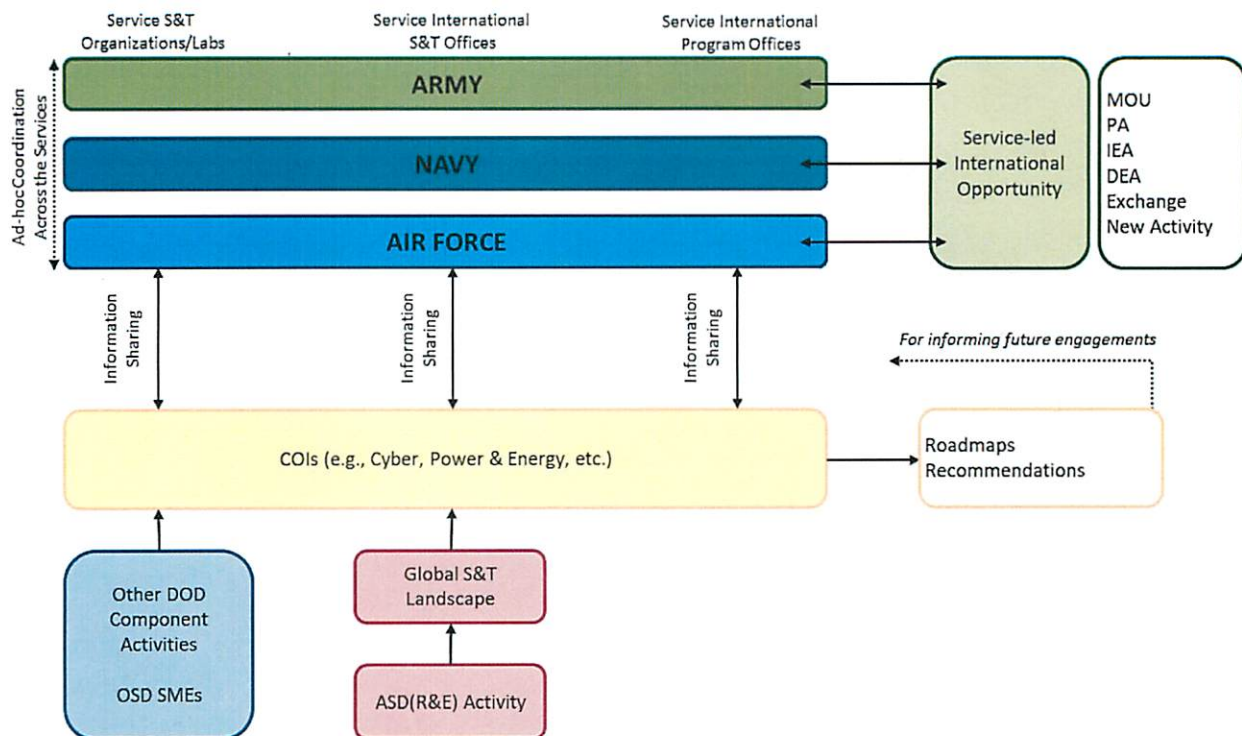 Service S&T
Organizations/Labs
Service International
S&T Offices
Service International
Program Offices
Ad-hoc Coordination
Across the Services
ARMY
NAVY
AIR FORCE
Service-led
International
Opportunity
MOU
PA
IEA
DEA
Exchange
New Activity
Information
Sharing
Information
Sharing
Information
Sharing
For informing future engagements
COIs (e.g., Cyber, Power & Energy, etc.)
Roadmaps
Recommendations
Other DOD
Component
Activities
OSD SMEs
Global S&T
Landscape
ASD(R&E) Activity